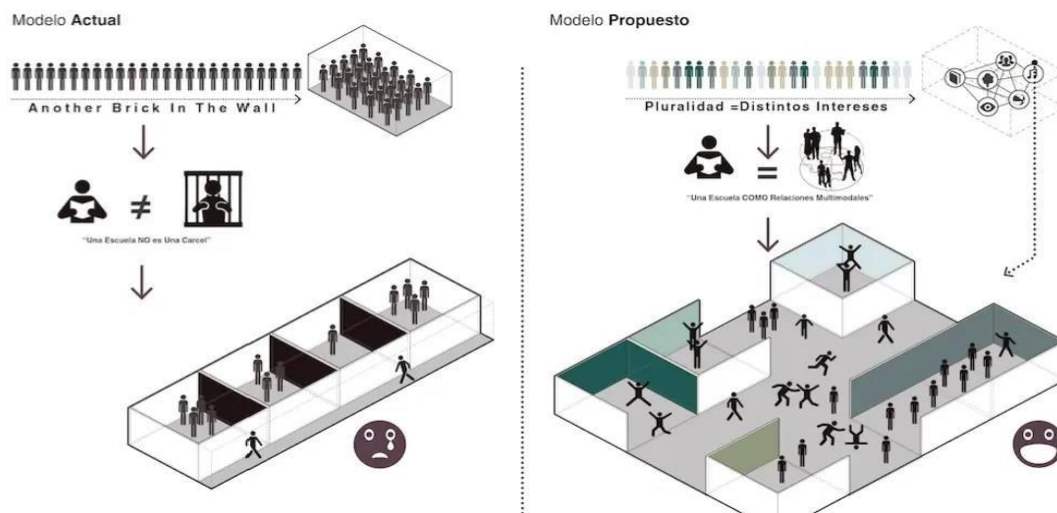 Modelo Actual
Another Brick In The Wall
"Una Escuela NO es Una Carcel"
Modelo Propuesto
Pluralidad =Distintos Intereses
"Una Escuela COMO Relaciones Multimodales"